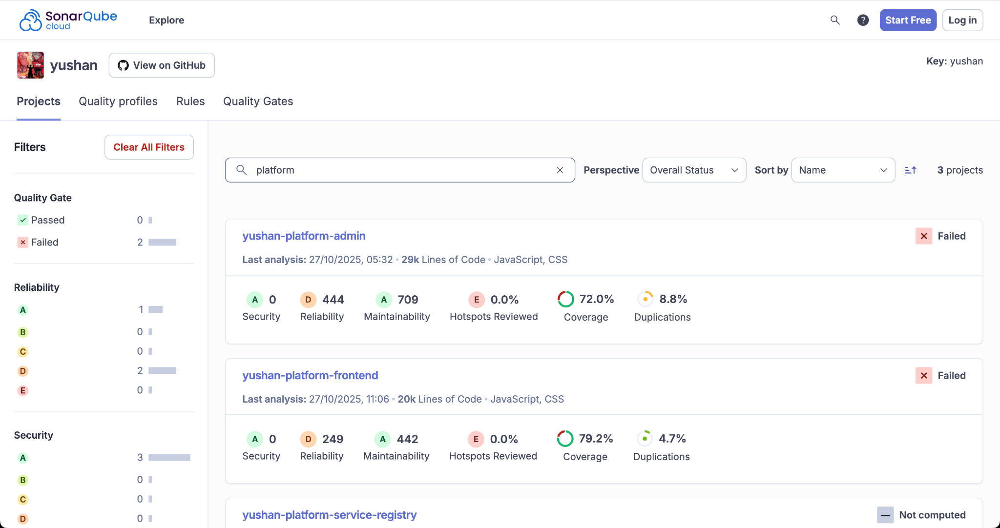 SonarQube cloud
Explore
Start Free
Log in
yushan
View on GitHub
Key: yushan
Projects
Quality profiles
Rules
Quality Gates
Filters
Clear All Filters
Quality Gate
Passed 0
Failed 2
Reliability
A 1
B 0
C 0
D 2
E 0
Security
A 3
B 0
C 0
D 0
platform
Perspective Overall Status
Sort by Name
3 projects
yushan-platform-admin
Failed
Last analysis: 27/10/2025, 05:32 • 29k Lines of Code • JavaScript, CSS
A 0 D 444 A 709 E 0.0% 72.0% 8.8%
Security Reliability Maintainability Hotspots Reviewed Coverage Duplications
yushan-platform-frontend
Failed
Last analysis: 27/10/2025, 11:06 • 20k Lines of Code • JavaScript, CSS
A 0 D 249 A 442 E 0.0% 79.2% 4.7%
Security Reliability Maintainability Hotspots Reviewed Coverage Duplications
yushan-platform-service-registry
Not computed